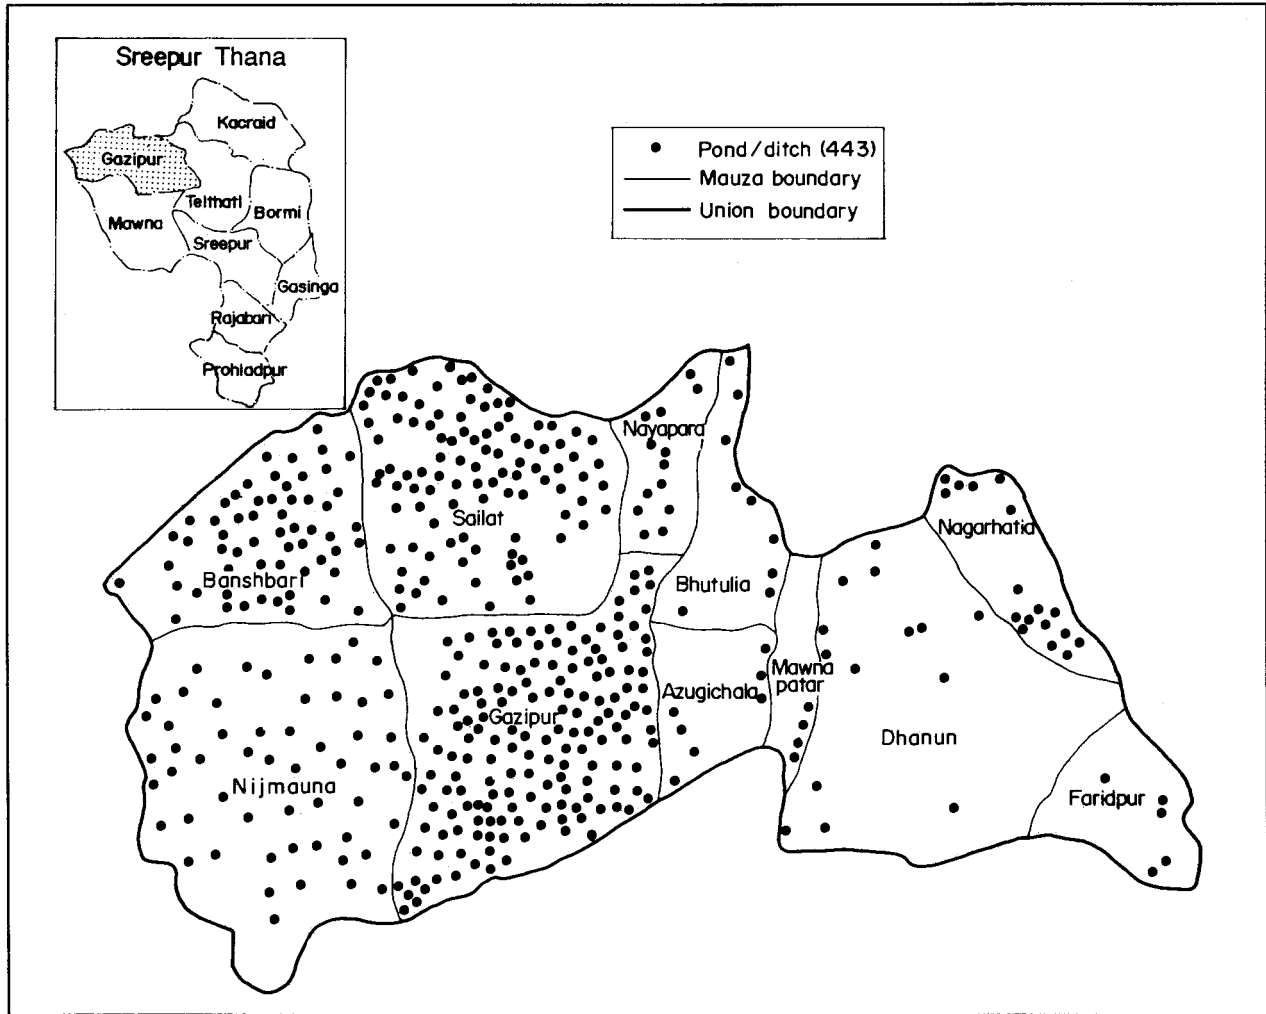 Sreepur Thana
Kacraid
Gazipur
Telthati
Bormi
Mawna
Sreepur
Gasinga
Rajabari
Prohladpur
Pond/ditch (443)
Mauza boundary
Union boundary
Nayapara
Sailat
Nagarhatia
Banshbari
Bhutulia
Mawna
patar
Azugichala
Gazipur
Dhanun
Nijmauna
Faridpur